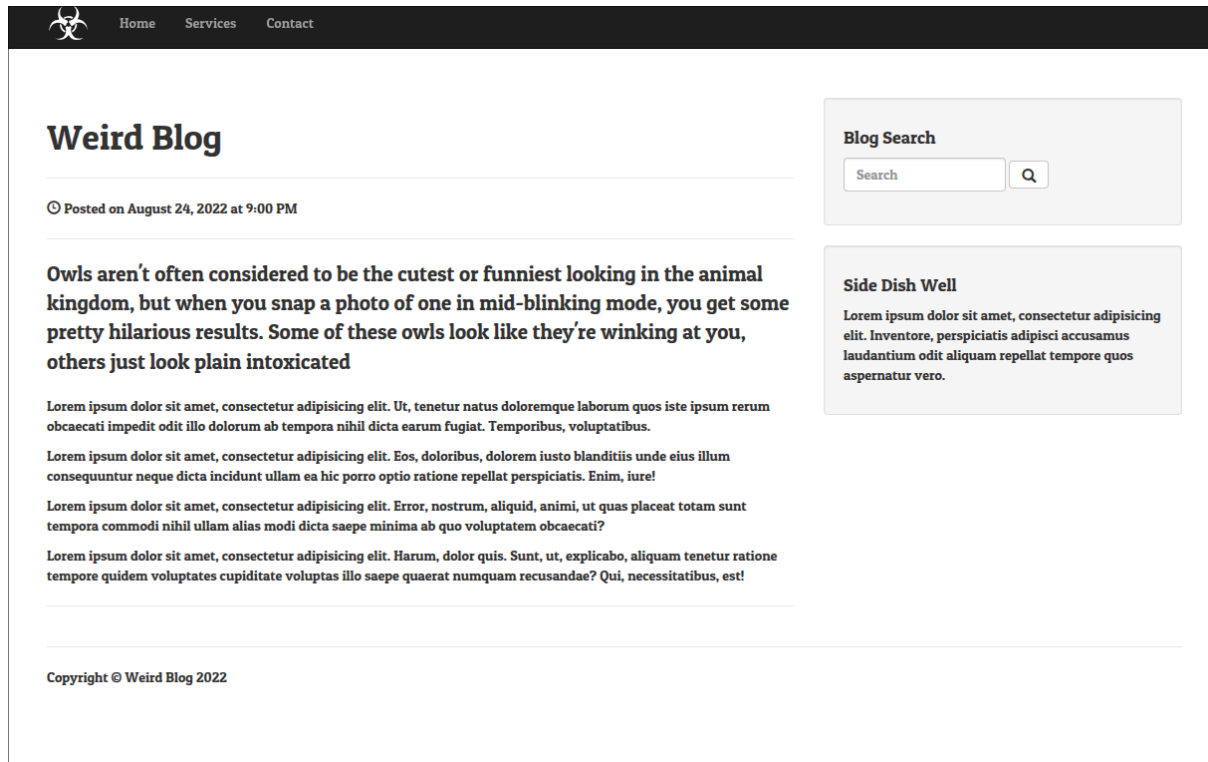 Home Services Contact
Weird Blog
Posted on August 24, 2022 at 9:00 PM
Owls aren't often considered to be the cutest or funniest looking in the animal
kingdom, but when you snap a photo of one in mid-blinking mode, you get some
pretty hilarious results. Some of these owls look like they're winking at you,
others just look plain intoxicated
Lorem ipsum dolor sit amet, consectetur adipisicing elit. Ut, tenetur natus doloremque laborum quos iste ipsum rerum
obcaecati impedit odit illo dolorum ab tempora nihil dicta earum fugiat. Temporibus, voluptatibus.
Lorem ipsum dolor sit amet, consectetur adipisicing elit. Eos, doloribus, dolorem iusto blanditiis unde eius illum
consequuntur neque dicta incidunt ullam ea hic porro optio ratione repellat perspiciatis. Enim, iure!
Lorem ipsum dolor sit amet, consectetur adipisicing elit. Error, nostrum, aliquid, animi, ut quas placeat totam sunt
tempora commodi nihil ullam alias modi dicta saepe minima ab quo voluptatem obcaecati?
Lorem ipsum dolor sit amet, consectetur adipisicing elit. Harum, dolor quis. Sunt, ut, explicabo, aliquam tenetur ratione
tempore quidem voluptates cupiditate voluptas illo saepe quaerat numquam recusandae? Qui, necessitatibus, est!
Blog Search
Search
Side Dish Well
Lorem ipsum dolor sit amet, consectetur adipisicing
elit. Inventore, perspiciatis adipisci accusamus
laudantium odit aliquam repellat tempore quos
aspernatur vero.
Copyright © Weird Blog 2022